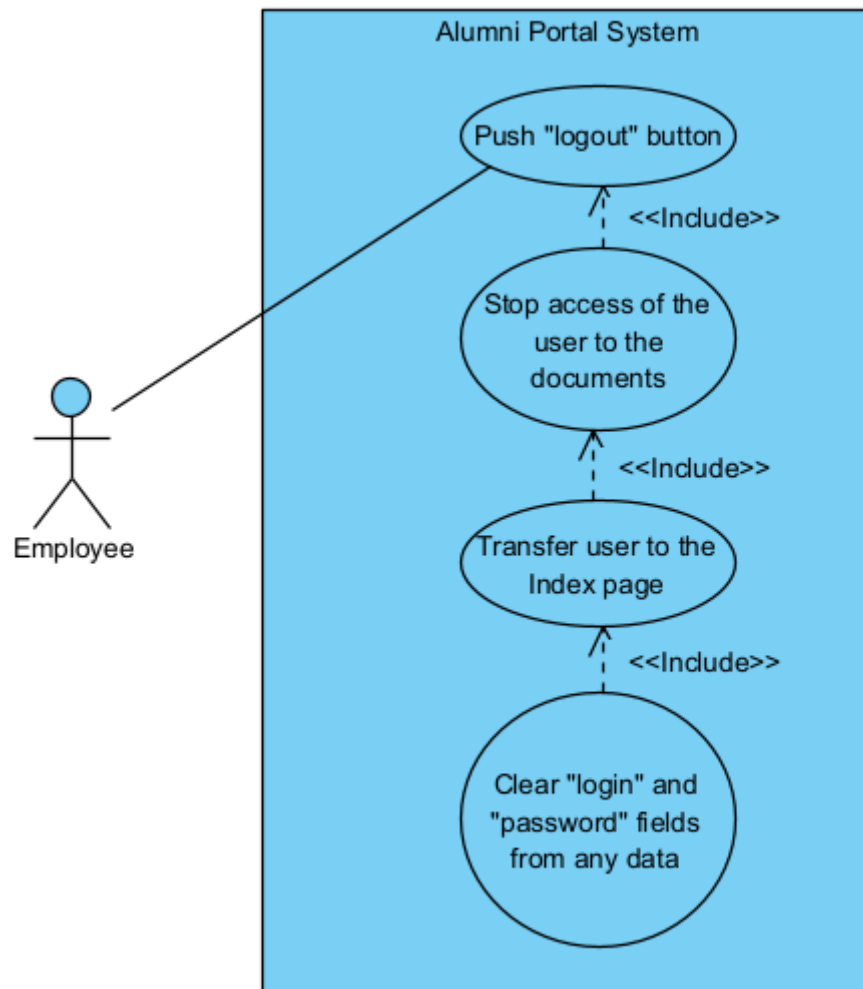 Alumni Portal System
Push "logout" button
<<Include>>
Stop access of the
user to the
documents
<<Include>>
Employee
Transfer user to the
Index page
<<Include>>
Clear "login" and
"password" fields
from any data